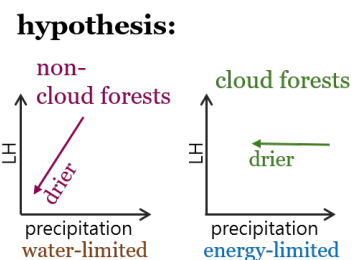 hypothesis:
non-
cloud forests
LH
drier
precipitation
water-limited
cloud forests
LH
drier
precipitation
energy-limited